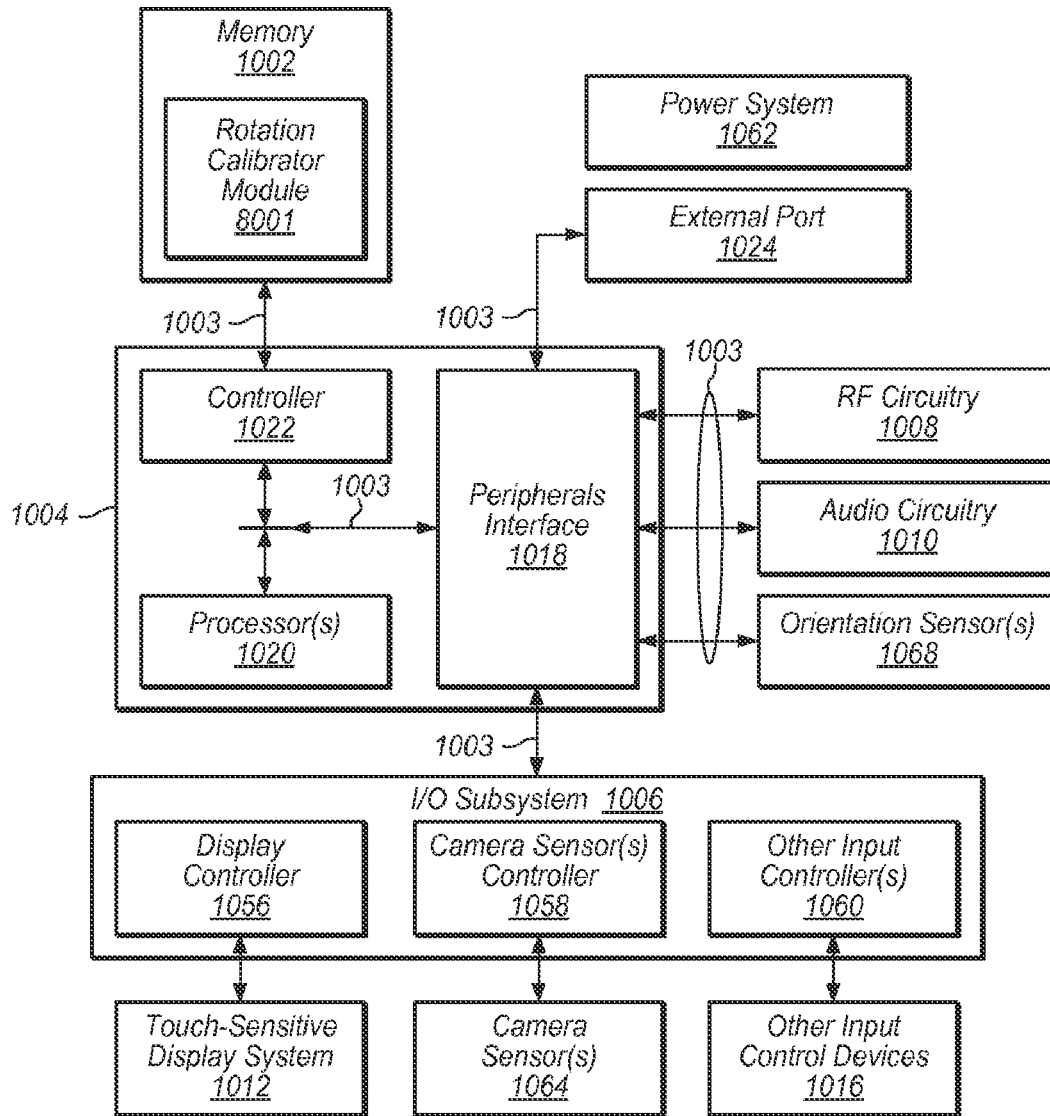 Memory
1002
Rotation
Calibrator
Module
8001
Power System
1062
External Port
1024
1003
1003
1003
Controller
1022
RF Circuitry
1008
1004
1003
Peripherals
Interface
1018
Audio Circuitry
1010
Processor(s)
1020
Orientation Sensor(s)
1068
1003
I/O Subsystem 1006
Display
Controller
1056
Camera Sensor(s)
Controller
1058
Other Input
Controller(s)
1060
Touch-Sensitive
Display System
1012
Camera
Sensor(s)
1064
Other Input
Control Devices
1016